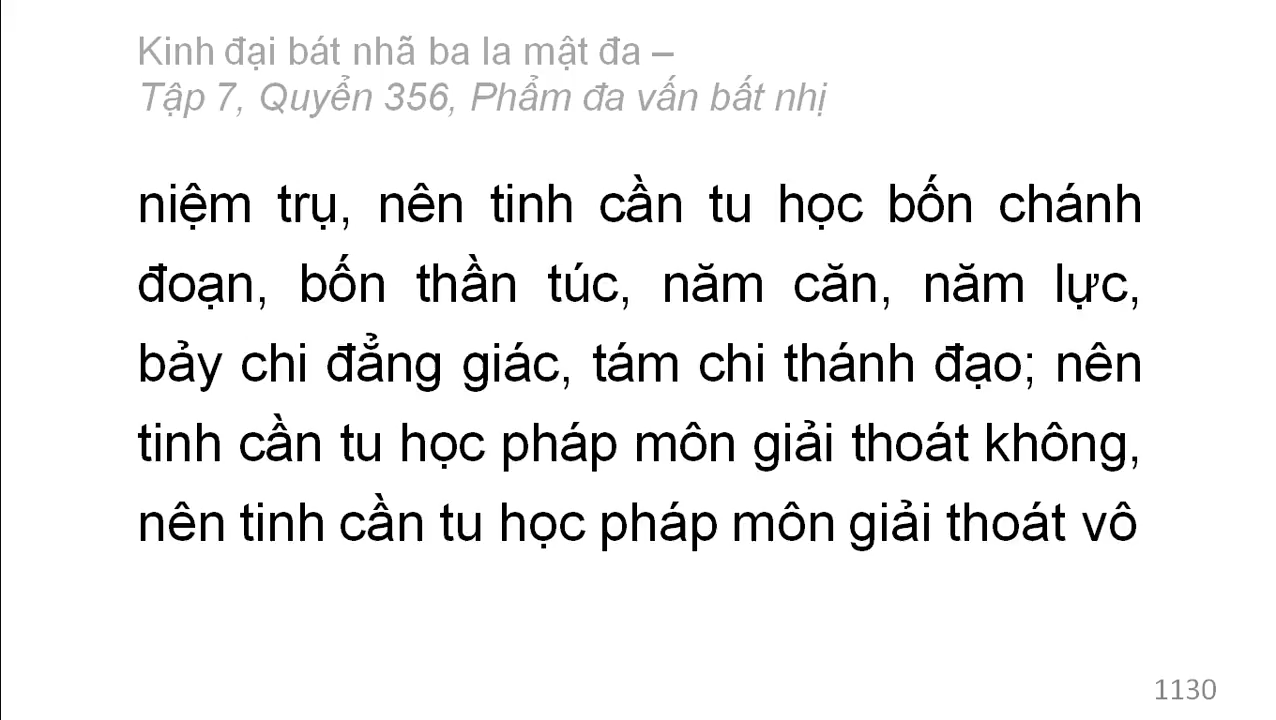 Kinh đại bát nhã ba la mật đa –
Tập 7, Quyển 356, Phẩm đa vấn bất nhị
niệm trụ, nên tinh cần tu học bốn chánh
đoạn, bốn thần túc, năm căn, năm lực,
bảy chi đẳng giác, tám chi thánh đạo; nên
tinh cần tu học pháp môn giải thoát không,
nên tinh cần tu học pháp môn giải thoát vô
1130